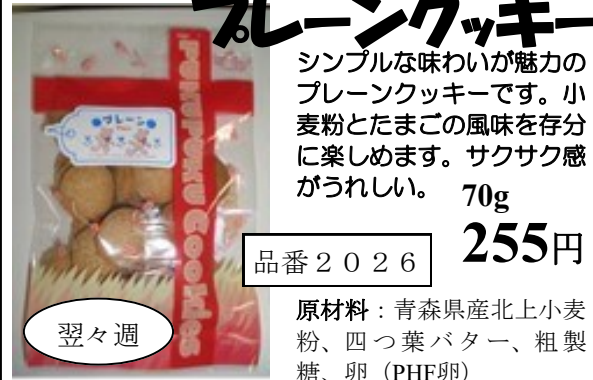 プレーンクッキー
シンプルな味わいが魅力の
プレーンクッキーです。小
麦粉とたまごの風味を存分
に楽しめます。サクサク感
がうれしい。
70g
255円
品番２０２６
原材料：青森県産北上小麦
粉、四つ葉バター、粗製
糖、卵（PHF卵）
プレーン
PUKUPUKU Cookies
翌々週